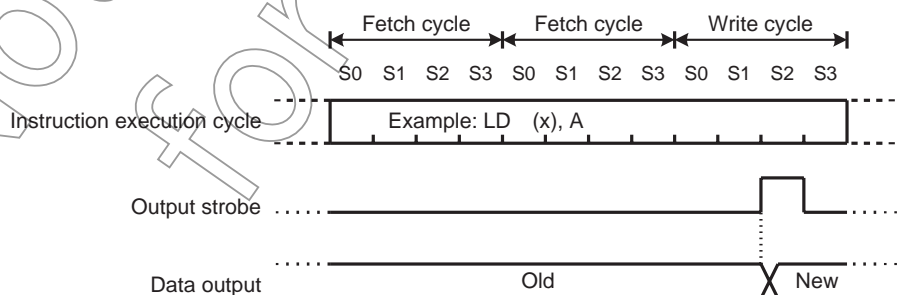 Fetch cycle Fetch cycle Write cycle
S0 S1 S2 S3 S0 S1 S2 S3 S0 S1 S2 S3
Instruction execution cycle Example: LD (x), A
Output strobe
Data output Old New
for